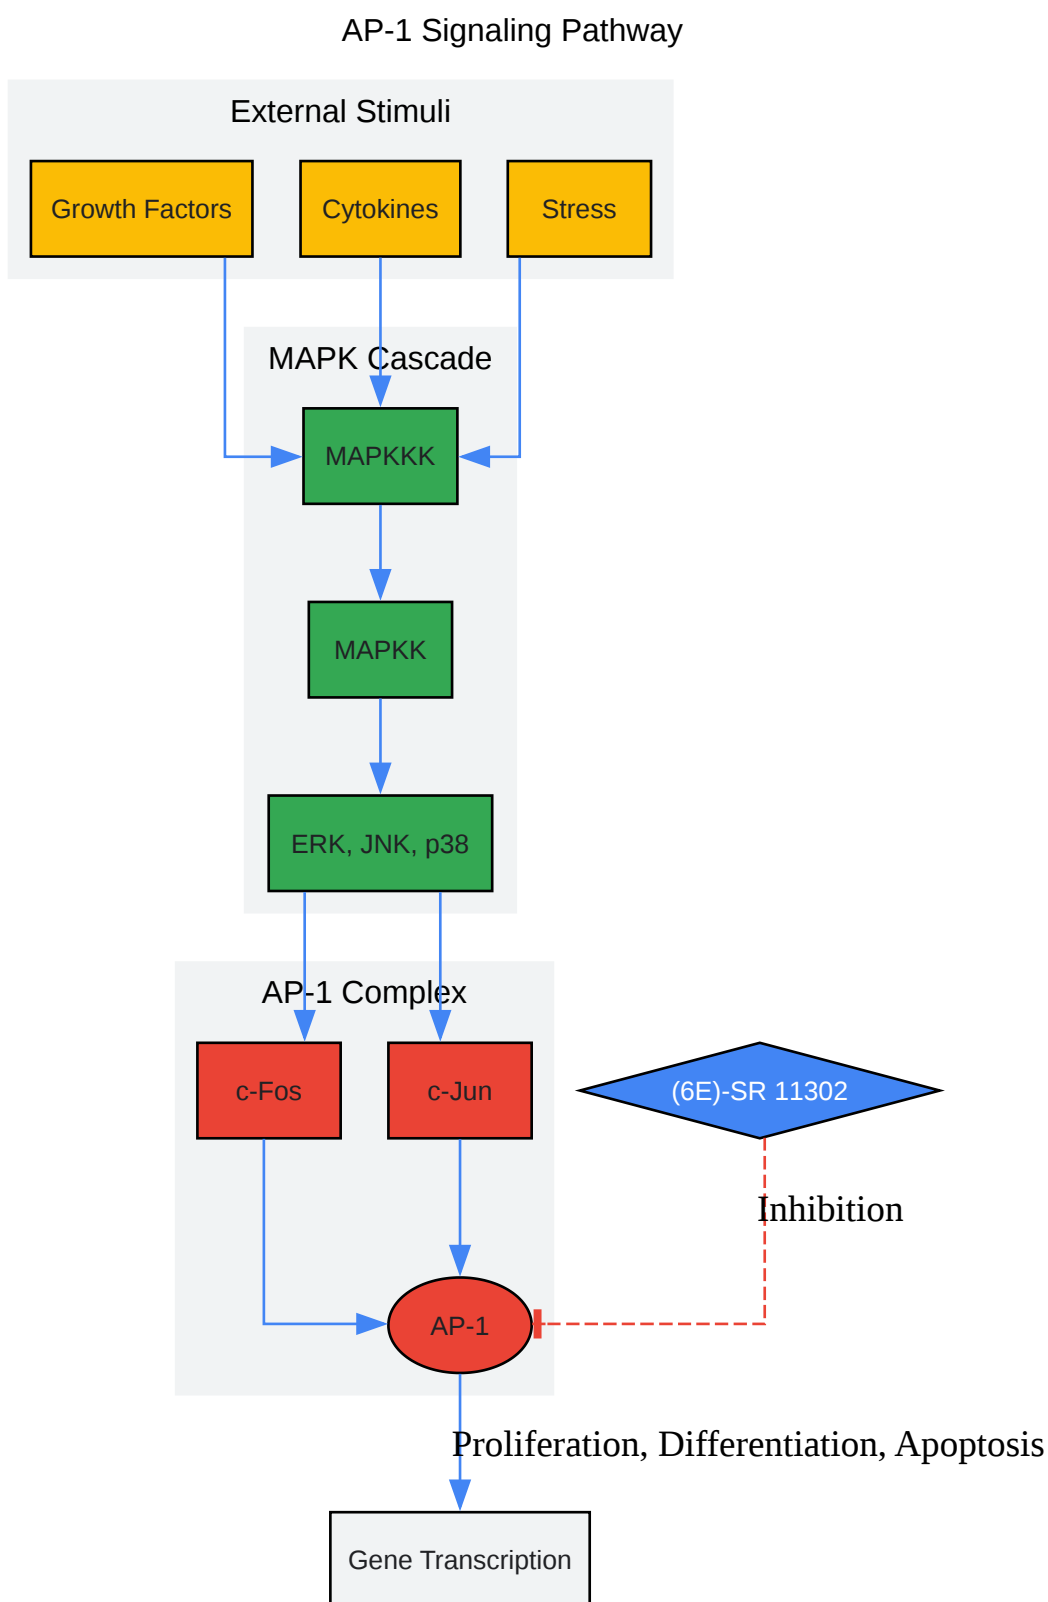 AP-1 Signaling Pathway
External Stimuli
Growth Factors
Cytokines
Stress
MAPK Cascade
MAPKKK
MAPKK
ERK, JNK, p38
AP-1 Complex
c-Fos
c-Jun
(6E)-SR 11302
Inhibition
AP-1
Proliferation, Differentiation, Apoptosis
Gene Transcription